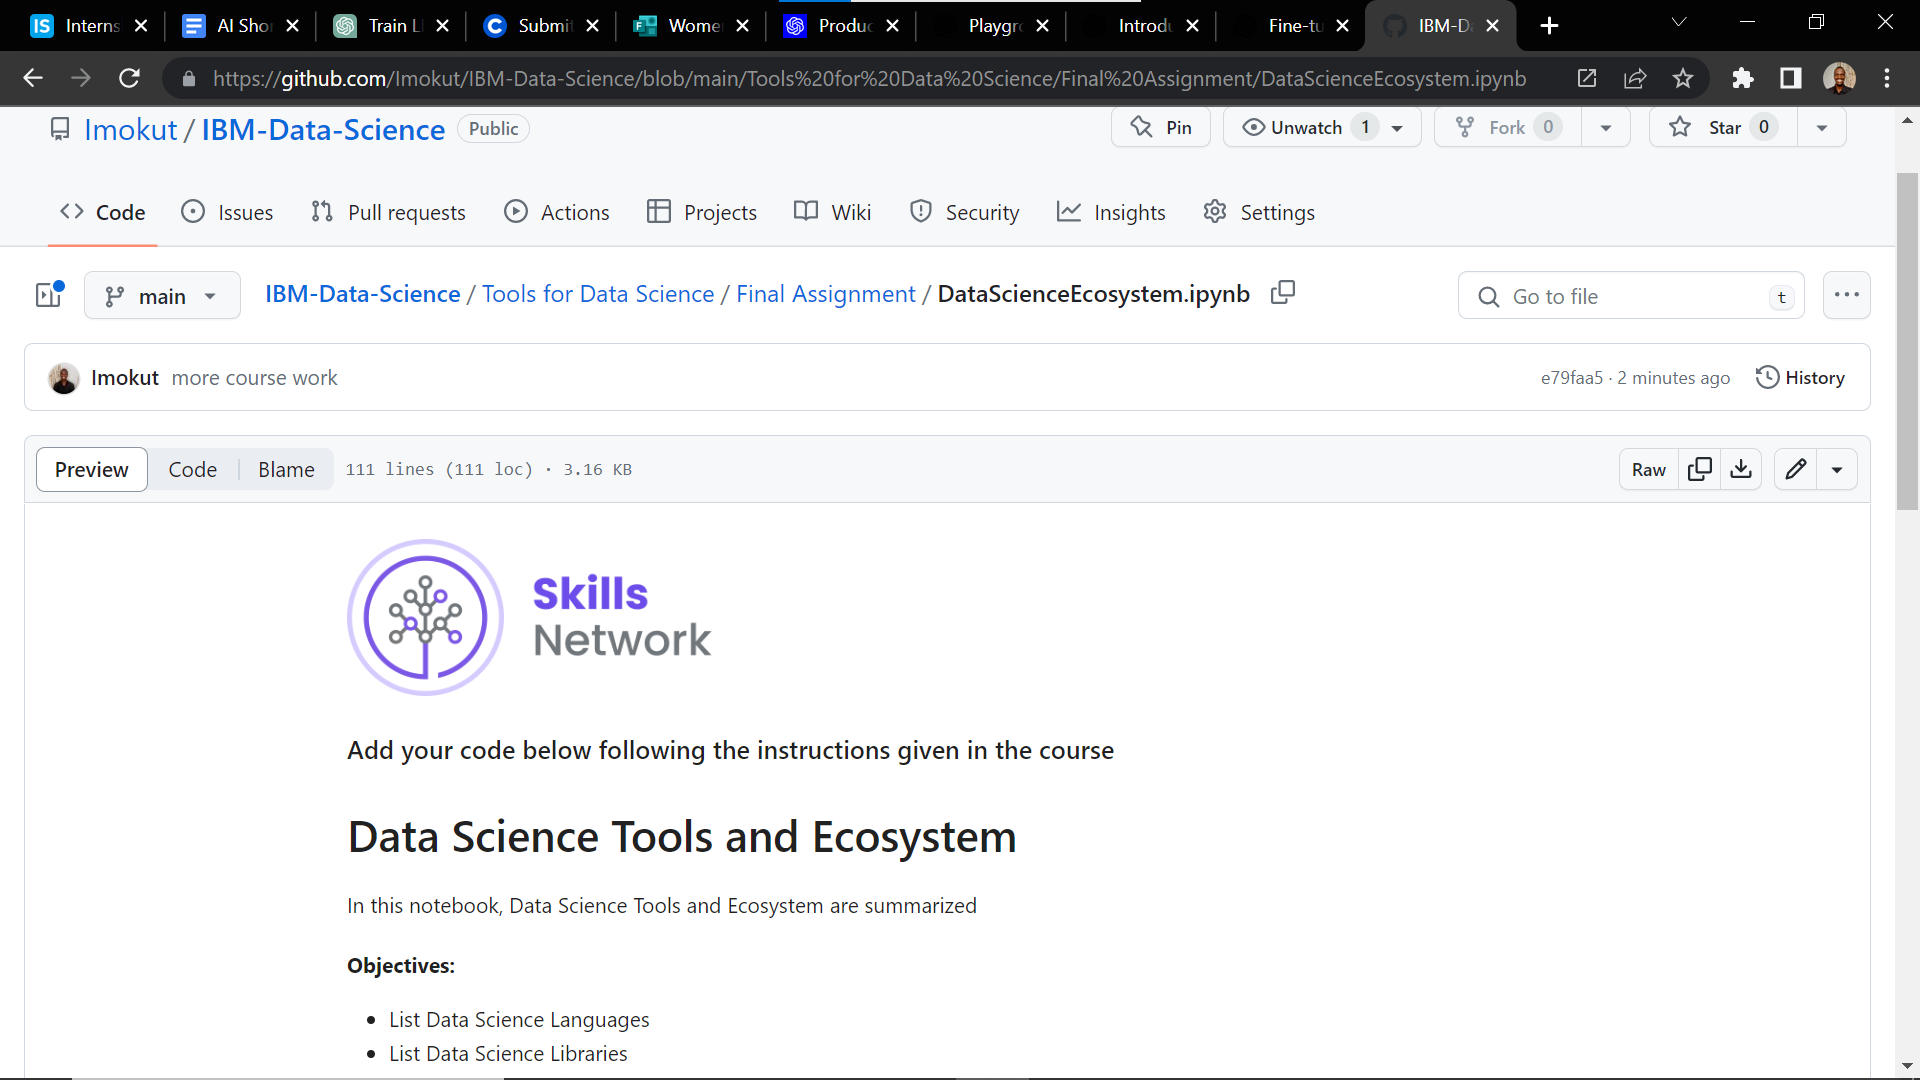 Interns
AI Sho
Train Ll
Submit
Women
Produc
Playgr
Introdu
Fine-tu
IBM-Da
https://github.com/Imokut/IBM-Data-Science/blob/main/Tools%20for%20Data%20Science/Final%20Assignment/DataScienceEcosystem.ipynb
Imokut / IBM-Data-Science Public
Pin
Unwatch 1
Fork 0
Star 0
Code
Issues
Pull requests
Actions
Projects
Wiki
Security
Insights
Settings
main
IBM-Data-Science / Tools for Data Science / Final Assignment / DataScienceEcosystem.ipynb
Go to file t
Imokut more course work
e79faa5 · 2 minutes ago
History
Preview
Code
Blame
111 lines (111 loc) · 3.16 KB
Raw
Skills
Network
Add your code below following the instructions given in the course
Data Science Tools and Ecosystem
In this notebook, Data Science Tools and Ecosystem are summarized
Objectives:
• List Data Science Languages
• List Data Science Libraries